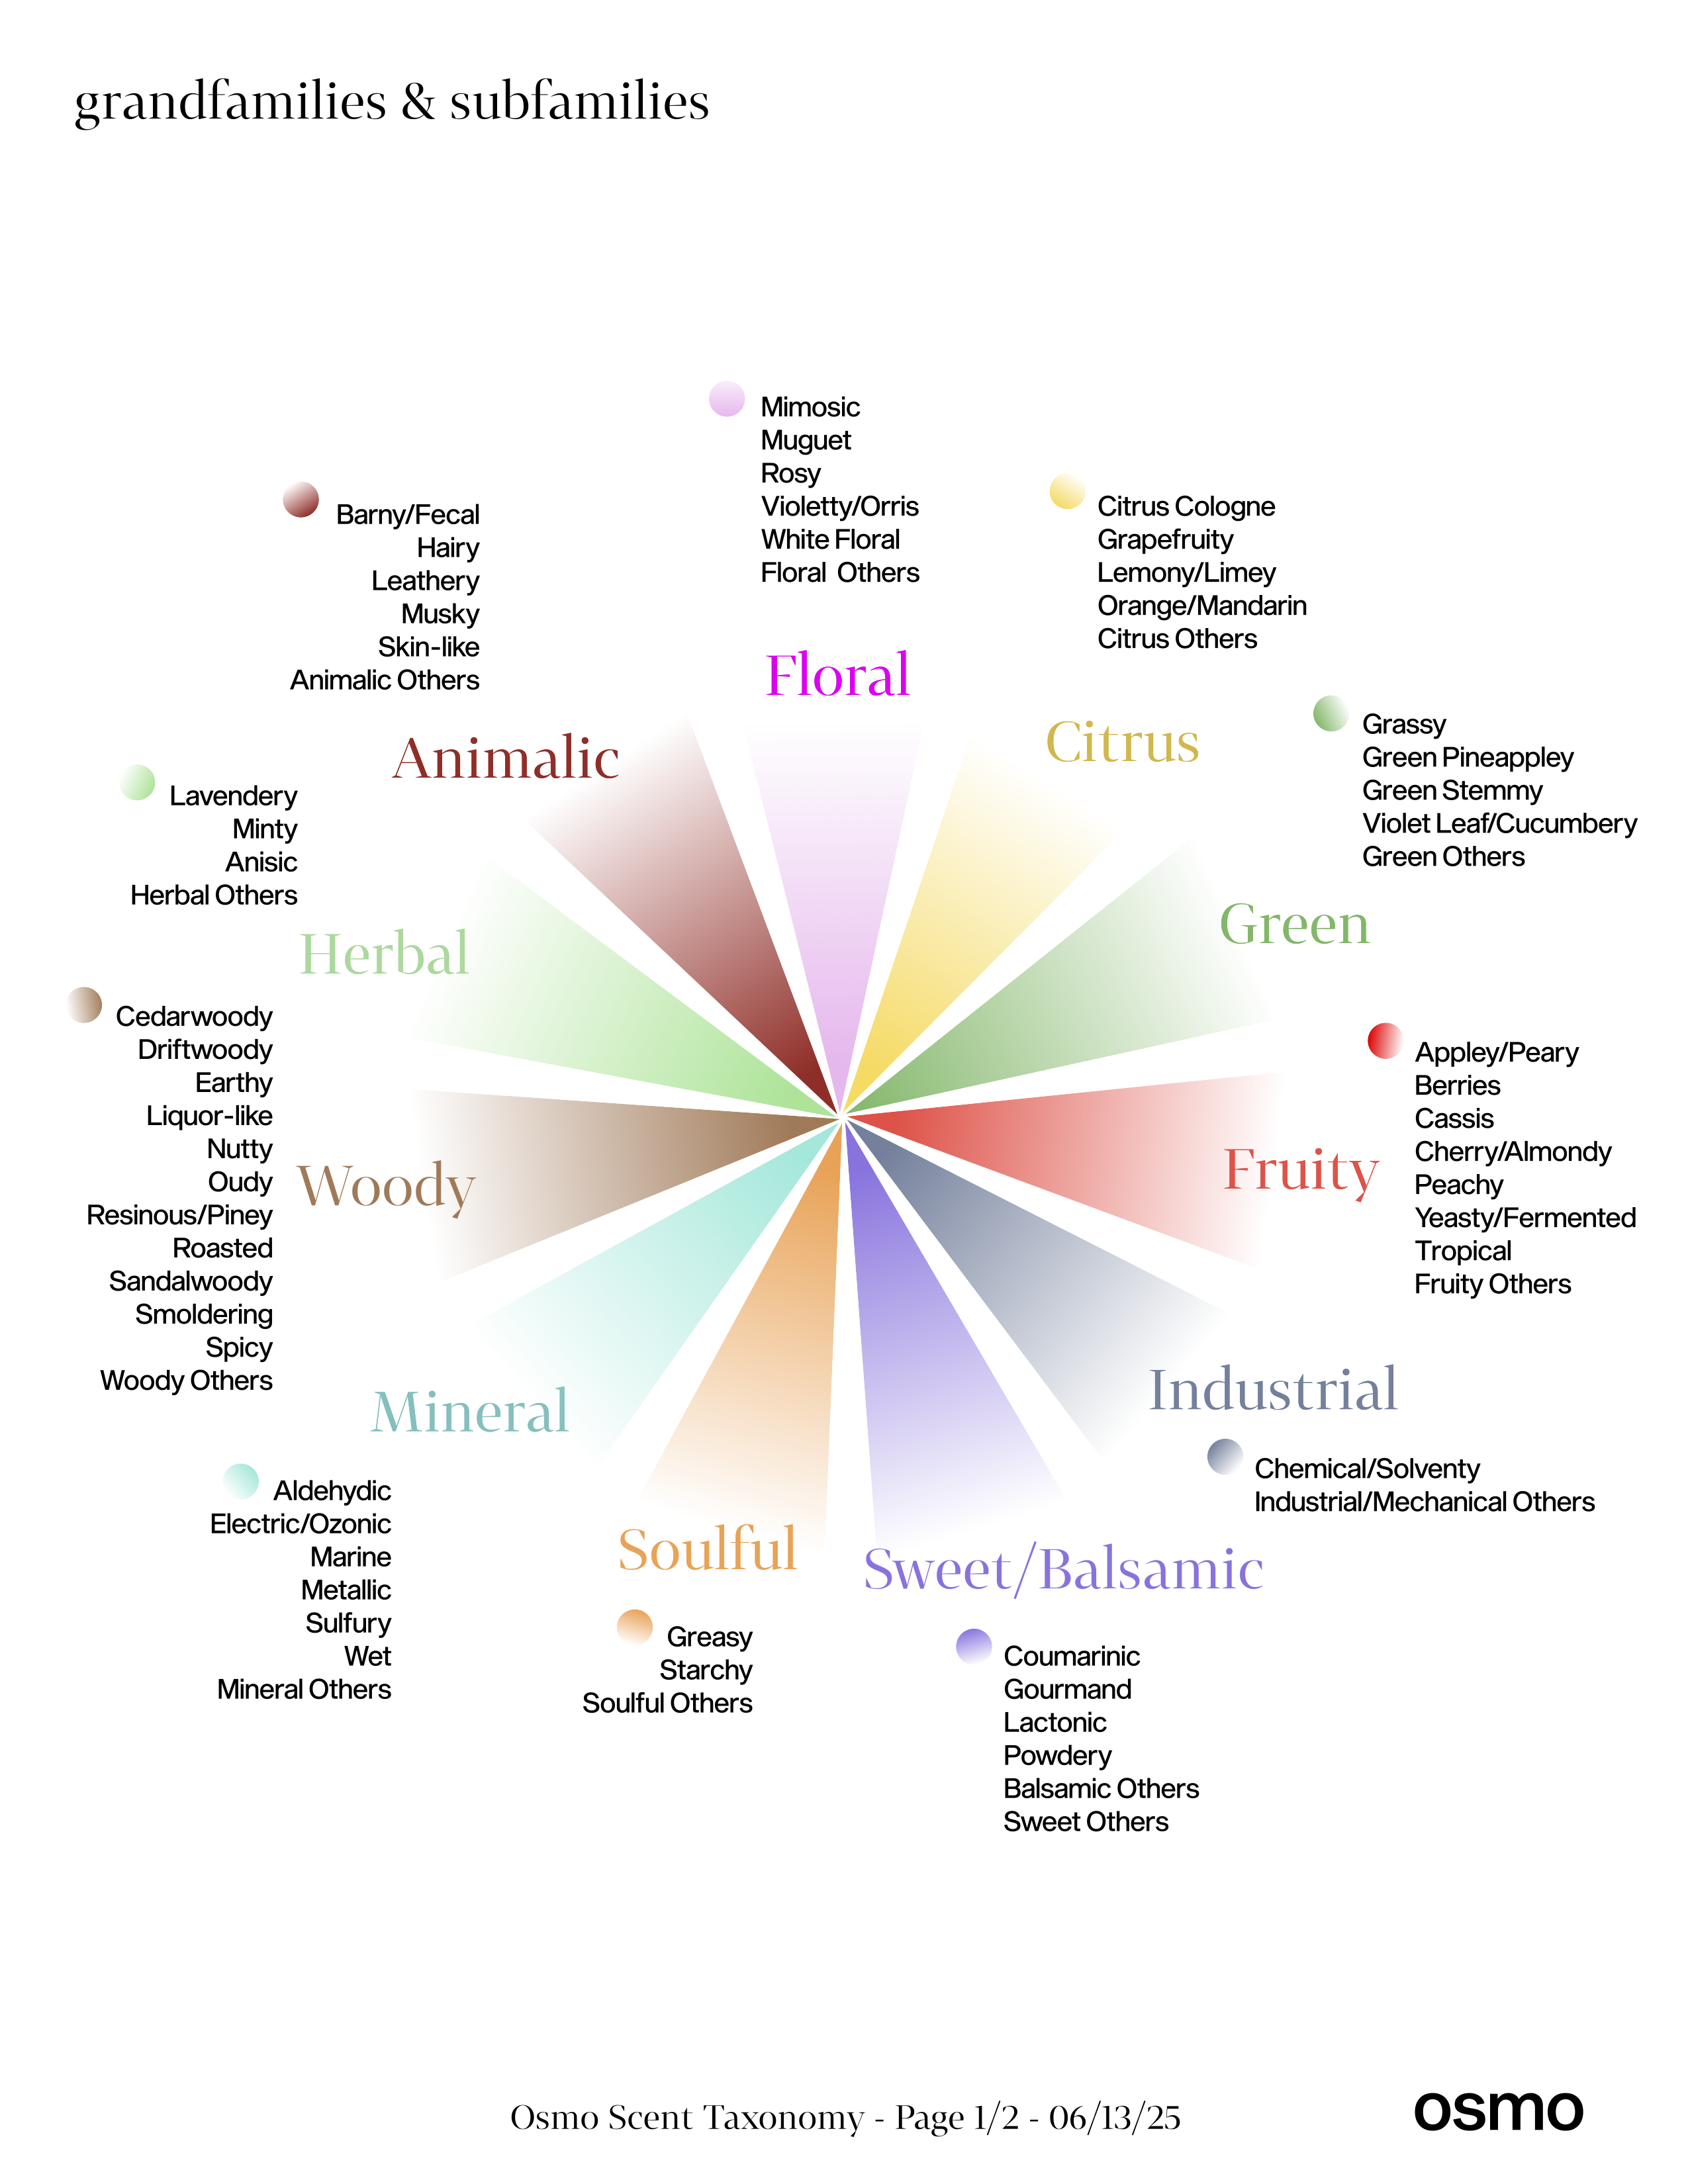 grandfamilies & subfamilies
Mimosic
Muguet
Rosy
Violetty/Orris
White Floral
Floral Others
Floral
Citrus Cologne
Grapefruity
Lemony/Limey
Orange/Mandarin
Citrus Others
Citrus
Grassy
Green Pineappley
Green Stemmy
Violet Leaf/Cucumbery
Green Others
Green
Appley/Peary
Berries
Cassis
Cherry/Almondy
Peachy
Yeasty/Fermented
Tropical
Fruity Others
Fruity
Industrial
Chemical/Solventy
Industrial/Mechanical Others
Sweet/Balsamic
Coumarinic
Gourmand
Lactonic
Powdery
Balsamic Others
Sweet Others
Soulful
Greasy
Starchy
Soulful Others
Mineral
Aldehydic
Electric/Ozonic
Marine
Metallic
Sulfury
Wet
Mineral Others
Cedarwoody
Driftwoody
Earthy
Liquor-like
Nutty
Oudy
Resinous/Piney
Roasted
Sandalwoody
Smoldering
Spicy
Woody Others
Woody
Lavendery
Minty
Anisic
Herbal Others
Herbal
Barny/Fecal
Hairy
Leathery
Musky
Skin-like
Animalic Others
Animalic
Osmo Scent Taxonomy - Page 1/2 - 06/13/25
osmo